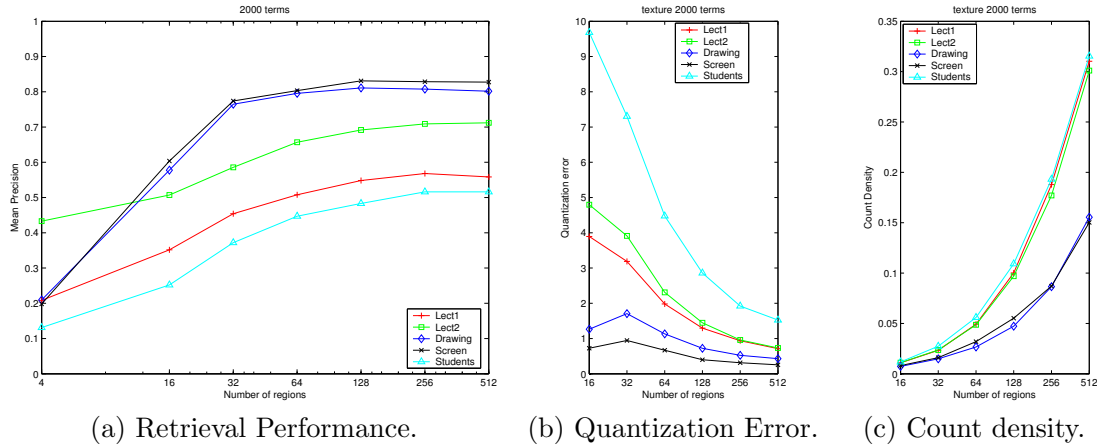 2000 terms
1
0.9
0.8
0.7
0.6
0.5
0.4
0.3
0.2
0.1
0
Mean Precision
4 16 32 64 128 256 512
Number of regions
Lect1
Lect2
Drawing
Screen
Students
(a) Retrieval Performance.
texture 2000 terms
10
9
8
7
6
5
4
3
2
1
0
Quantization error
16 32 64 128 256 512
Number of regions
Lect1
Lect2
Drawing
Screen
Students
(b) Quantization Error.
texture 2000 terms
0.35
0.3
0.25
0.2
0.15
0.1
0.05
0
Count Density
16 32 64 128 256 512
Number of regions
Lect1
Lect2
Drawing
Screen
Students
(c) Count density.